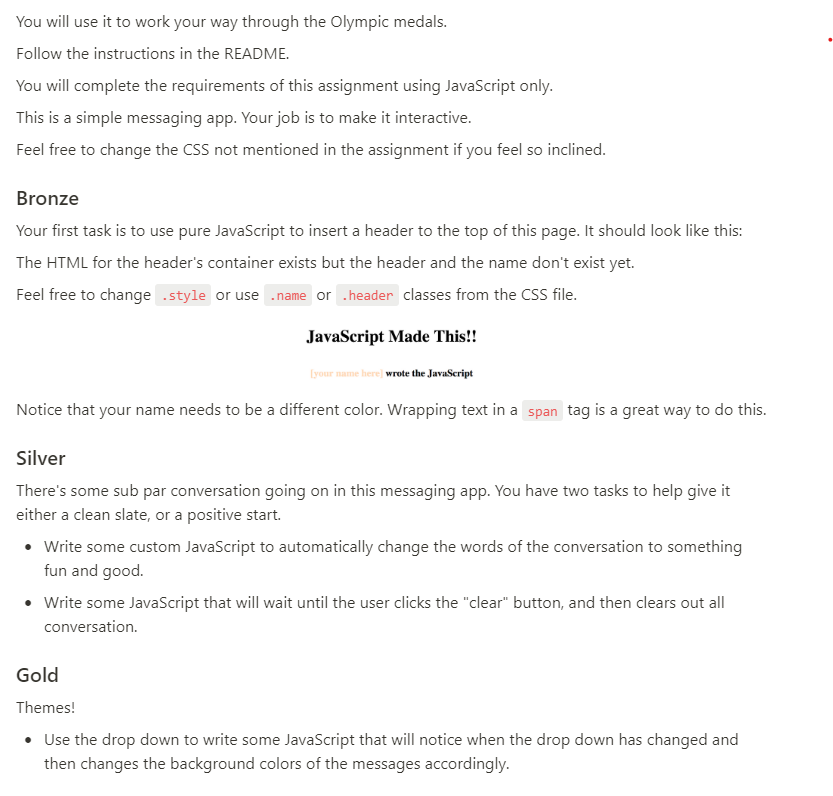 You will use it to work your way through the Olympic medals.
Follow the instructions in the README.
You will complete the requirements of this assignment using JavaScript only.
This is a simple messaging app. Your job is to make it interactive.
Feel free to change the CSS not mentioned in the assignment if you feel so inclined.
Bronze
Your first task is to use pure JavaScript to insert a header to the top of this page. It should look like this:
The HTML for the header's container exists but the header and the name don't exist yet.
Feel free to change .style or use .name or .header classes from the CSS file.
JavaScript Made This!!
[your name here] wrote the JavaScript
Notice that your name needs to be a different color. Wrapping text in a span tag is a great way to do this.
Silver
There's some sub par conversation going on in this messaging app. You have two tasks to help give it
either a clean slate, or a positive start.
• Write some custom JavaScript to automatically change the words of the conversation to something
fun and good.
• Write some JavaScript that will wait until the user clicks the "clear" button, and then clears out all
conversation.
Gold
Themes!
• Use the drop down to write some JavaScript that will notice when the drop down has changed and
then changes the background colors of the messages accordingly.